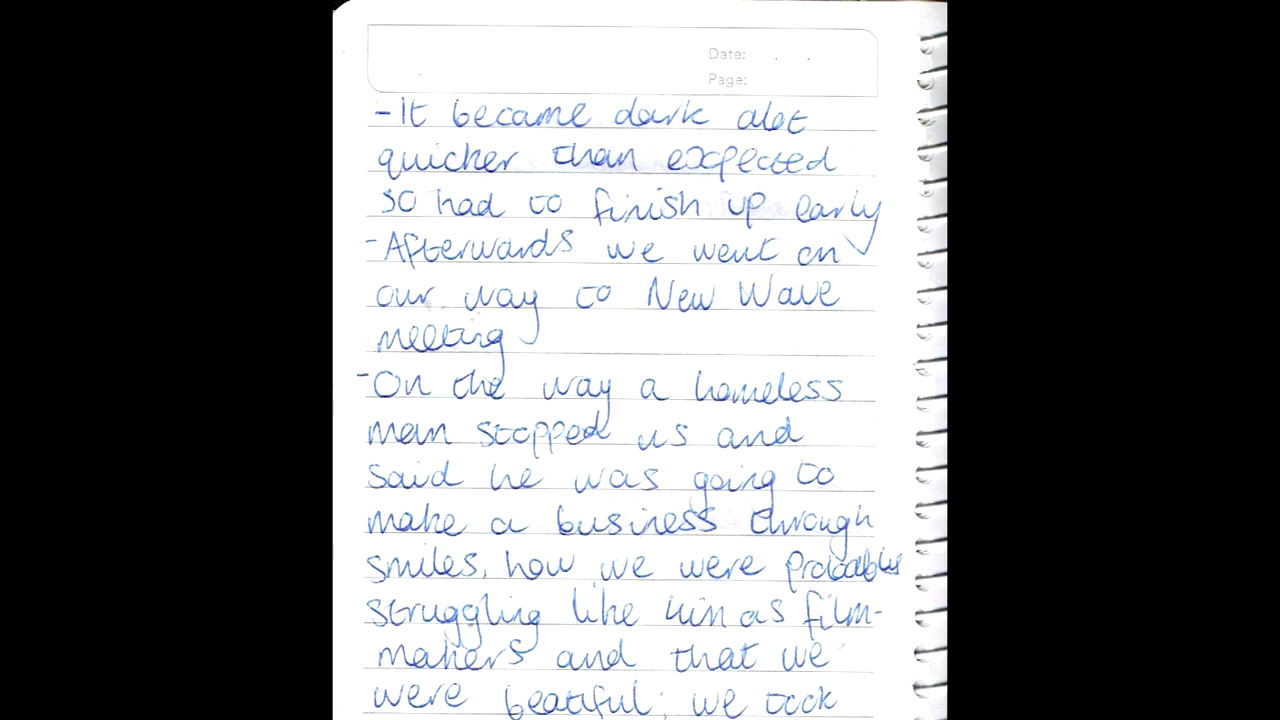 Date: . .
Page:
- It became dark alot
quicker than expected
so had to finish up early
- Afterwards we went on
our way to New Wave
meeting
- On the way a homeless
man stopped us and
said he was going to
make a business through
smiles, how we were probably
struggling like him as film-
makers and that we
were beatiful; we took